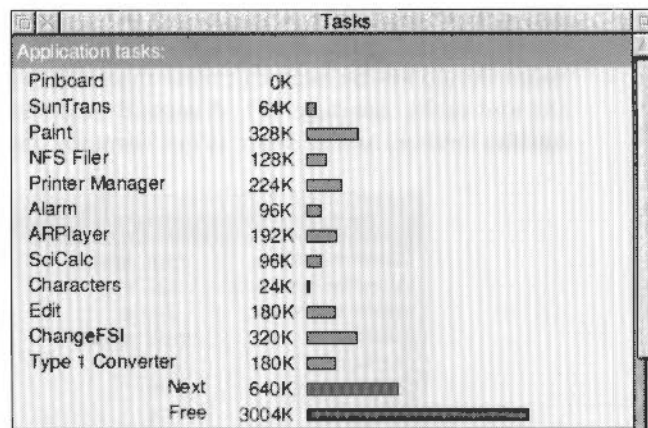 Tasks
Application tasks:
Pinboard 0K
SunTrans 64K
Paint 328K
NFS Filer 128K
Printer Manager 224K
Alarm 96K
ARPlayer 192K
SciCalc 96K
Characters 24K
Edit 180K
ChangeFSI 320K
Type 1 Converter 180K
Next 640K
Free 3004K